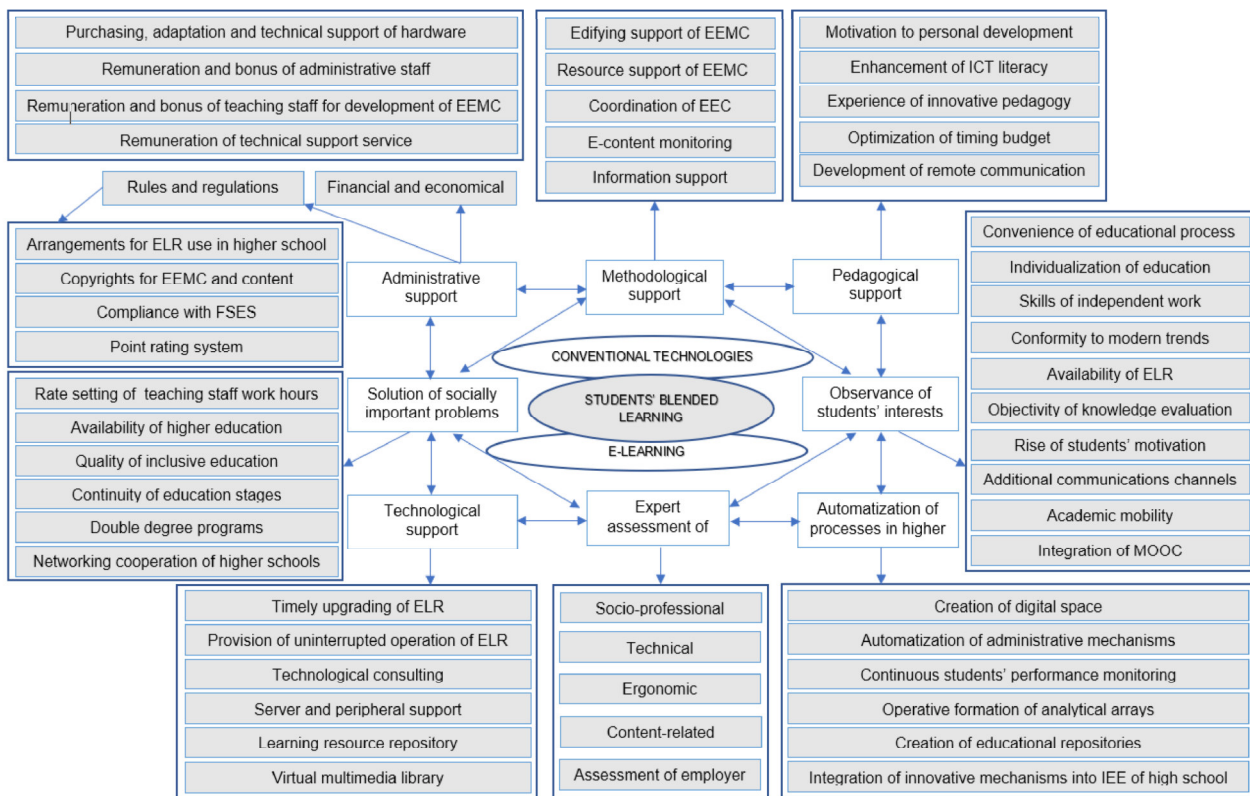 Purchasing, adaptation and technical support of hardware
Remuneration and bonus of administrative staff
Remuneration and bonus of teaching staff for development of EEMC
Remuneration of technical support service
Edifying support of EEMC
Resource support of EEMC
Coordination of EEC
E-content monitoring
Information support
Motivation to personal development
Enhancement of ICT literacy
Experience of innovative pedagogy
Optimization of timing budget
Development of remote communication
Rules and regulations
Financial and economical
Arrangements for ELR use in higher school
Copyrights for EEMC and content
Compliance with FSES
Point rating system
Administrative
support
Methodological
support
Pedagogical
support
Convenience of educational process
Individualization of education
Skills of independent work
Conformity to modern trends
Availability of ELR
Objectivity of knowledge evaluation
Rise of students' motivation
Additional communications channels
Academic mobility
Integration of MOOC
CONVENTIONAL TECHNOLOGIES
STUDENTS' BLENDED
LEARNING
E-LEARNING
Solution of socially
important problems
Observance of
students' interests
Rate setting of teaching staff work hours
Availability of higher education
Quality of inclusive education
Continuity of education stages
Double degree programs
Networking cooperation of higher schools
Technological
support
Expert
assessment of
Automatization of
processes in higher
Timely upgrading of ELR
Provision of uninterrupted operation of ELR
Technological consulting
Server and peripheral support
Learning resource repository
Virtual multimedia library
Socio-professional
Technical
Ergonomic
Content-related
Assessment of employer
Creation of digital space
Automatization of administrative mechanisms
Continuous students' performance monitoring
Operative formation of analytical arrays
Creation of educational repositories
Integration of innovative mechanisms into IEE of high school